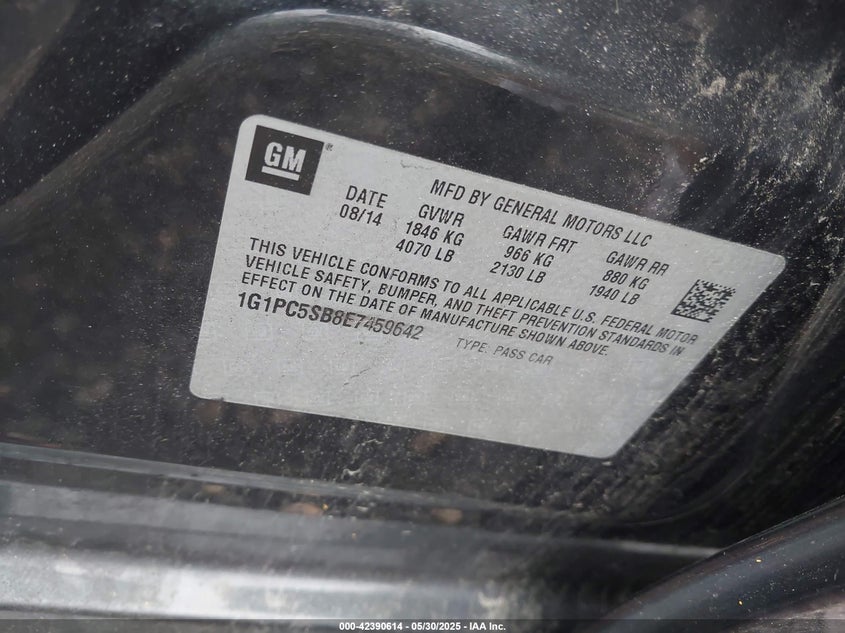 GM®
MFD BY GENERAL MOTORS LLC
DATE GVWR GAWR FRT GAWR RR
08/14 1846 KG 966 KG 880 KG
4070 LB 2130 LB 1940 LB
THIS VEHICLE CONFORMS TO ALL APPLICABLE U.S. FEDERAL MOTOR
VEHICLE SAFETY, BUMPER, AND THEFT PREVENTION STANDARDS IN
EFFECT ON THE DATE OF MANUFACTURE SHOWN ABOVE.
1G1PC5SB8E7459642 TYPE: PASS CAR
000-42390614 - 05/30/2025 - IAA Inc.